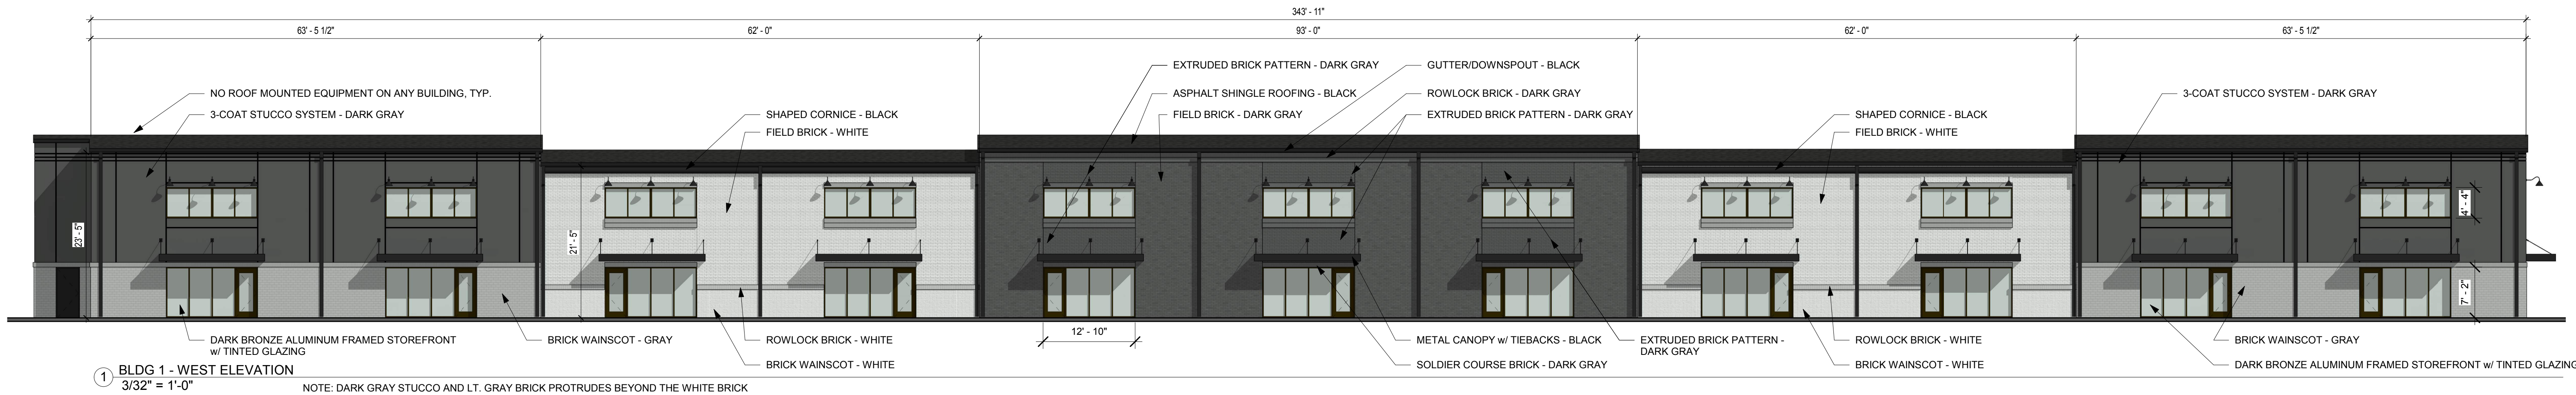 343' - 11"
63' - 5 1/2"
62' - 0"
93' - 0"
62' - 0"
63' - 5 1/2"
EXTRUDED BRICK PATTERN - DARK GRAY
GUTTER/DOWNSPOUT - BLACK
NO ROOF MOUNTED EQUIPMENT ON ANY BUILDING, TYP.
ASPHALT SHINGLE ROOFING - BLACK
ROWLOCK BRICK - DARK GRAY
3-COAT STUCCO SYSTEM - DARK GRAY
3-COAT STUCCO SYSTEM - DARK GRAY
SHAPED CORNICE - BLACK
FIELD BRICK - DARK GRAY
EXTRUDED BRICK PATTERN - DARK GRAY
SHAPED CORNICE - BLACK
FIELD BRICK - WHITE
FIELD BRICK - WHITE
23' - 5"
21' - 5"
4' - 4"
7' - 2"
12' - 10"
DARK BRONZE ALUMINUM FRAMED STOREFRONT
w/ TINTED GLAZING
BRICK WAINSCOT - GRAY
ROWLOCK BRICK - WHITE
METAL CANOPY w/ TIEBACKS - BLACK
EXTRUDED BRICK PATTERN -
DARK GRAY
ROWLOCK BRICK - WHITE
BRICK WAINSCOT - GRAY
BRICK WAINSCOT - WHITE
SOLDIER COURSE BRICK - DARK GRAY
BRICK WAINSCOT - WHITE
DARK BRONZE ALUMINUM FRAMED STOREFRONT w/ TINTED GLAZING
1
BLDG 1 - WEST ELEVATION
3/32" = 1'-0"
NOTE: DARK GRAY STUCCO AND LT. GRAY BRICK PROTRUDES BEYOND THE WHITE BRICK